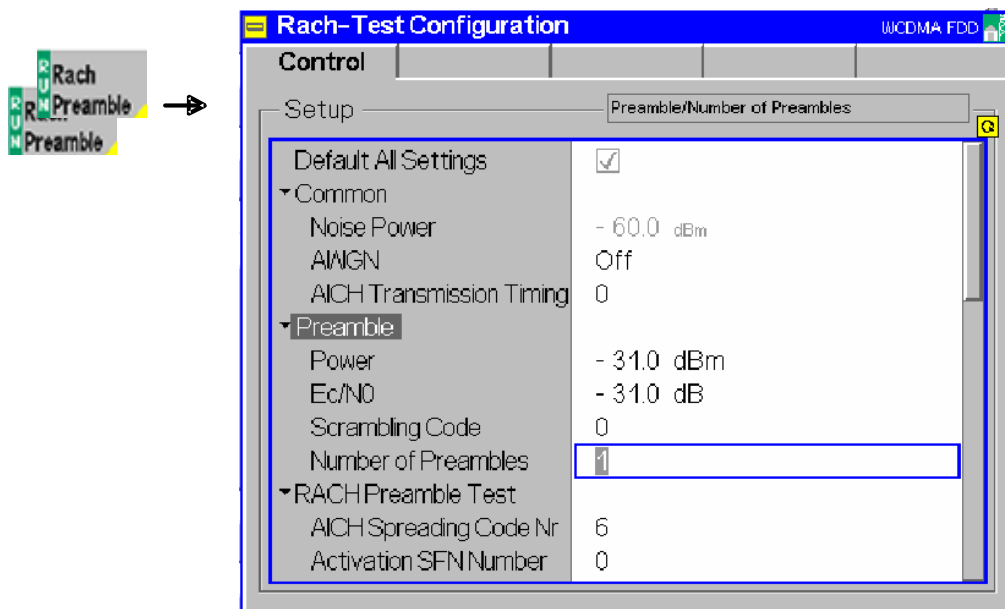 Rach-Test Configuration
WCDMA FDD
Control
RUN Rach Preamble
RUN Preamble
Setup
Preamble/Number of Preambles
Default All Settings
Common
Noise Power - 60.0 dBm
AWGN Off
AICH Transmission Timing 0
Preamble
Power - 31.0 dBm
Ec/N0 - 31.0 dB
Scrambling Code 0
Number of Preambles 1
RACH Preamble Test
AICH Spreading Code Nr 6
Activation SFN Number 0